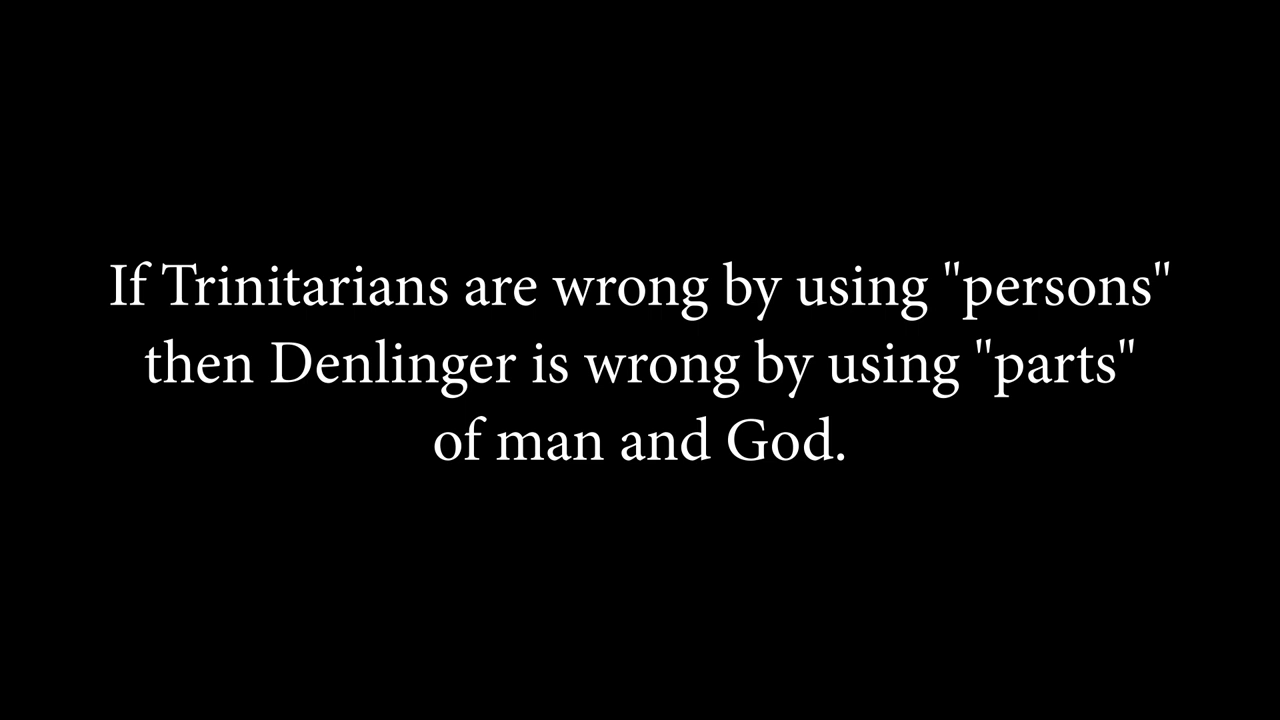 If Trinitarians are wrong by using "persons"
then Denlinger is wrong by using "parts"
of man and God.